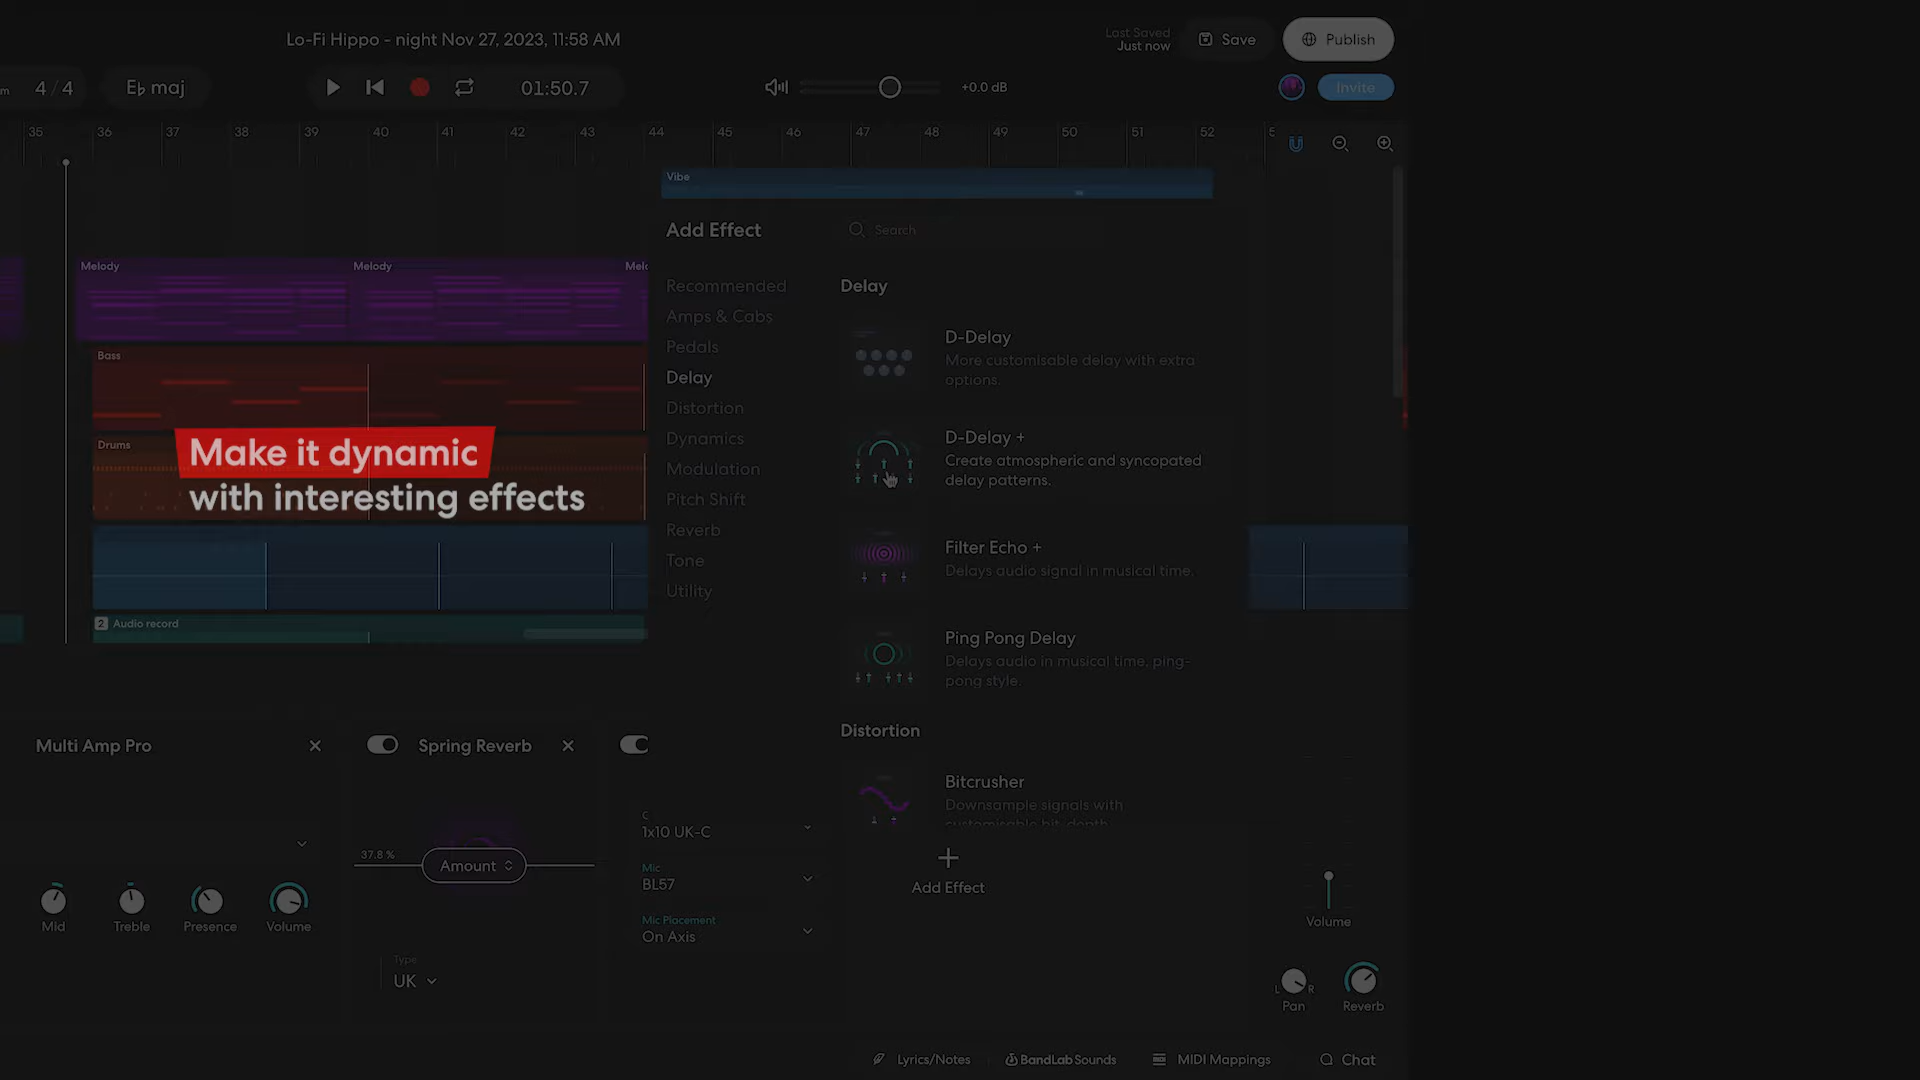 Lo-Fi Hippo - night Nov 27, 2023, 11:58 AM
Last Saved
Just now
Save
Publish
4 / 4
E♭ maj
01:50.7
+0.0 dB
Invite
35 36 37 38 39 40 41 42 43 44 45 46 47 48 49 50 51 52
Vibe
Add Effect
Search
Melody
Melody
Recommended
Amps & Cabs
Pedals
Delay
Distortion
Dynamics
Modulation
Pitch Shift
Reverb
Tone
Utility
Delay
D-Delay
More customisable delay with extra
options.
D-Delay +
Create atmospheric and syncopated
delay patterns.
Filter Echo +
Delays audio signal in musical time.
Ping Pong Delay
Delays audio in musical time, ping-
pong style.
Distortion
Bitcrusher
Downsample signals with
customisable bit-depth
Bass
Drums
Make it dynamic
with interesting effects
2 Audio record
Multi Amp Pro
Spring Reverb
37.8 %
Amount
Mid
Treble
Presence
Volume
Type
UK
1x10 UK-C
Mic
BL57
Mic Placement
On Axis
Add Effect
Volume
L R
Pan
Reverb
Lyrics/Notes
BandLab Sounds
MIDI Mappings
Chat